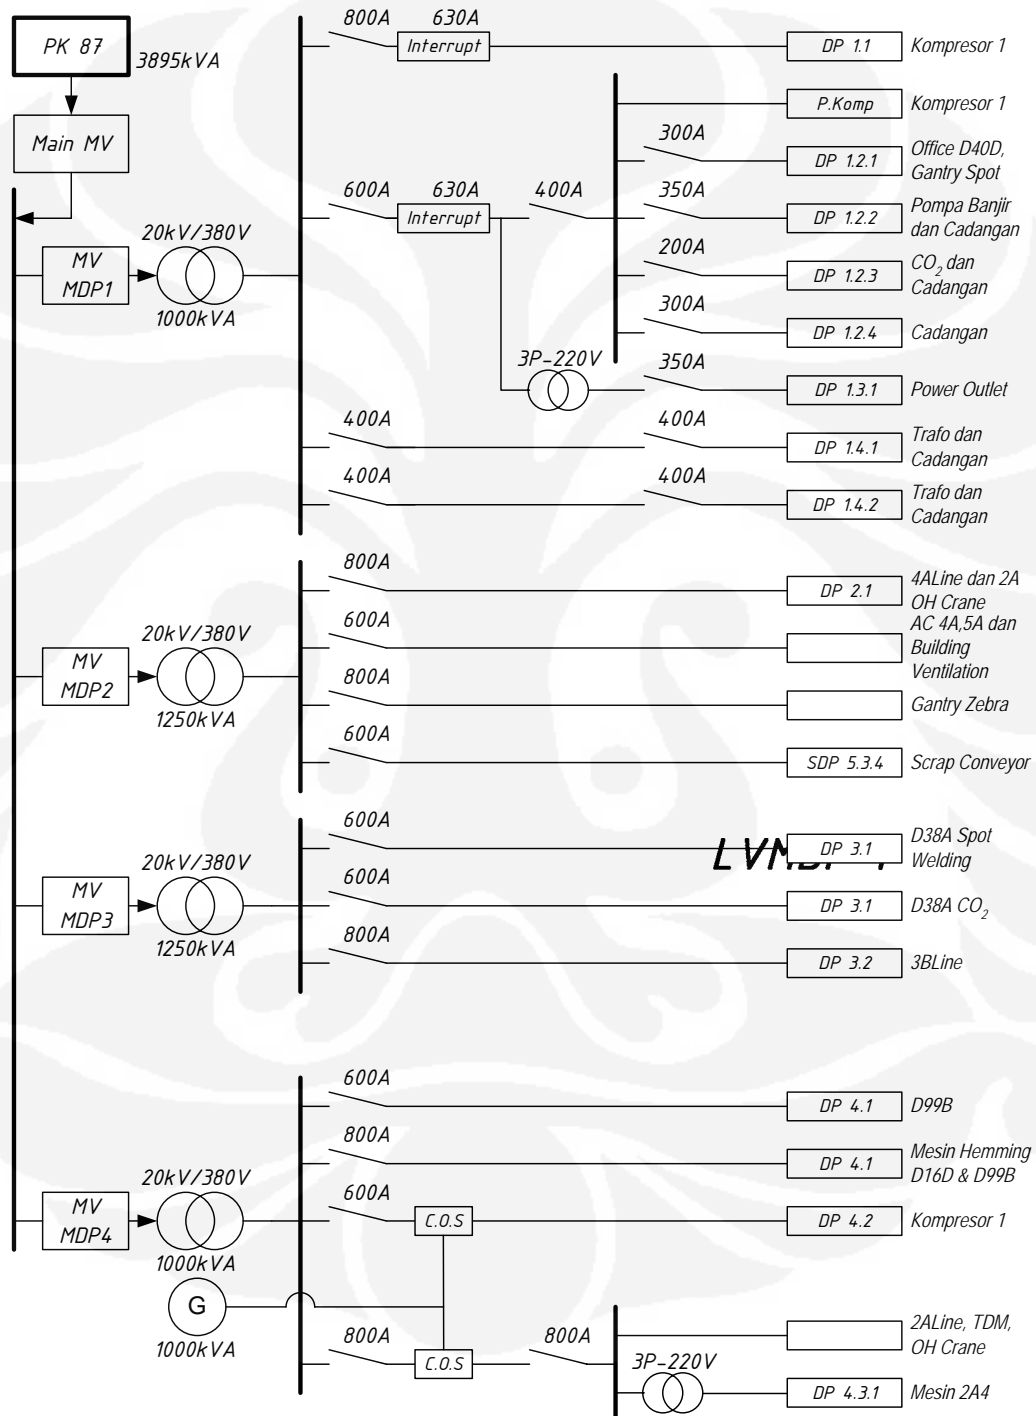 PK 87
3895kVA
Main MV
MV
MDP1
20kV/380V
1000kVA
800A
630A
Interrupt
DP 1.1
Kompresor 1
P.Komp
Kompresor 1
300A
DP 1.2.1
Office D40D,
Gantry Spot
600A
630A
Interrupt
400A
350A
DP 1.2.2
Pompa Banjir
dan Cadangan
200A
DP 1.2.3
CO2 dan
Cadangan
300A
DP 1.2.4
Cadangan
3P-220V
350A
DP 1.3.1
Power Outlet
400A
400A
DP 1.4.1
Trafo dan
Cadangan
400A
400A
DP 1.4.2
Trafo dan
Cadangan
MV
MDP2
20kV/380V
1250kVA
800A
DP 2.1
4ALine dan 2A
OH Crane
600A
AC 4A,5A dan
Building
Ventilation
800A
Gantry Zebra
600A
SDP 5.3.4
Scrap Conveyor
MV
MDP3
20kV/380V
1250kVA
600A
DP 3.1
D38A Spot
Welding
600A
DP 3.1
D38A CO2
800A
DP 3.2
3BLine
MV
MDP4
20kV/380V
1000kVA
600A
DP 4.1
D99B
800A
DP 4.1
Mesin Hemming
D16D & D99B
600A
C.O.S
DP 4.2
Kompresor 1
G
1000kVA
800A
C.O.S
800A
2ALine, TDM,
OH Crane
3P-220V
DP 4.3.1
Mesin 2A4